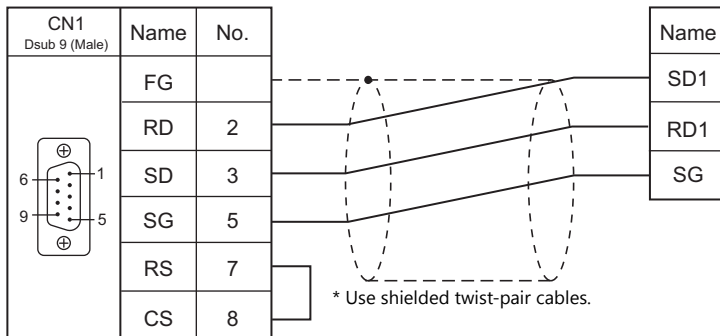 CN1
Dsub 9 (Male)
Name No.
Name
FG
SD1
RD 2
RD1
6 1
SD 3
SG
9 5
SG 5
RS 7
* Use shielded twist-pair cables.
CS 8